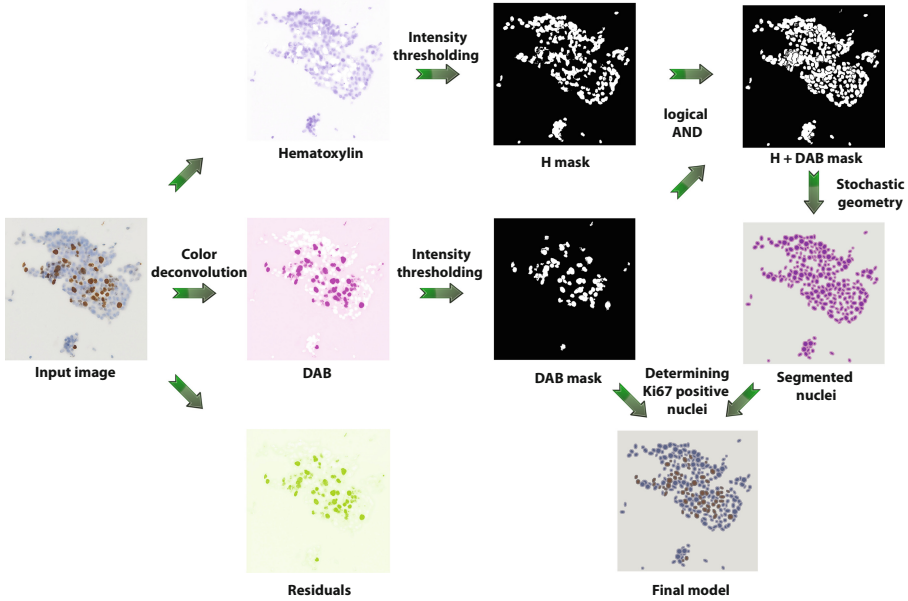 Intensity
thresholding
Hematoxylin
H mask
logical
AND
H + DAB mask
Stochastic
geometry
Color
deconvolution
Intensity
thresholding
Input image
DAB
DAB mask
Determining
Ki67 positive
nuclei
Segmented
nuclei
Residuals
Final model